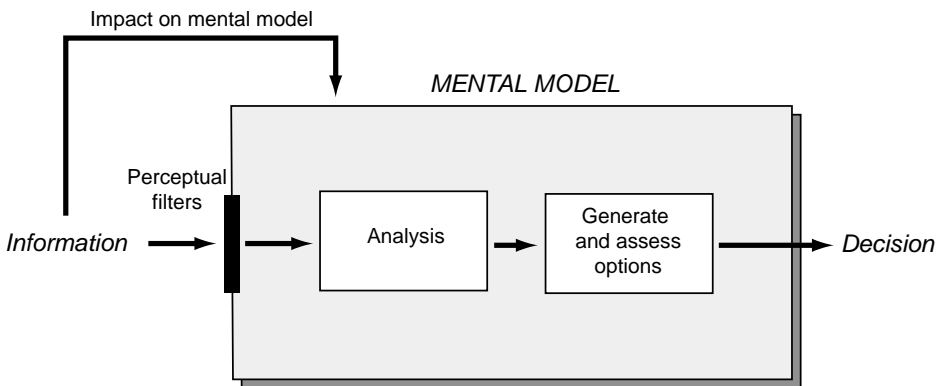 Impact on mental model
MENTAL MODEL
Perceptual
filters
Information
Analysis
Generate
and assess
options
Decision